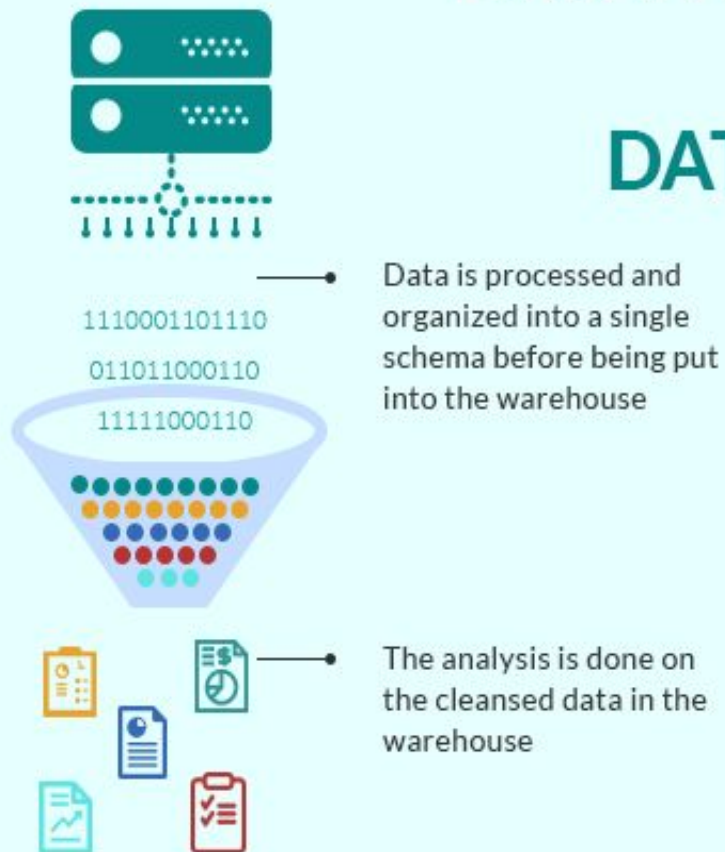 DAT
Data is processed and
organized into a single
schema before being put
into the warehouse
1110001101110
011011000110
11111000110
The analysis is done on
the cleansed data in the
warehouse